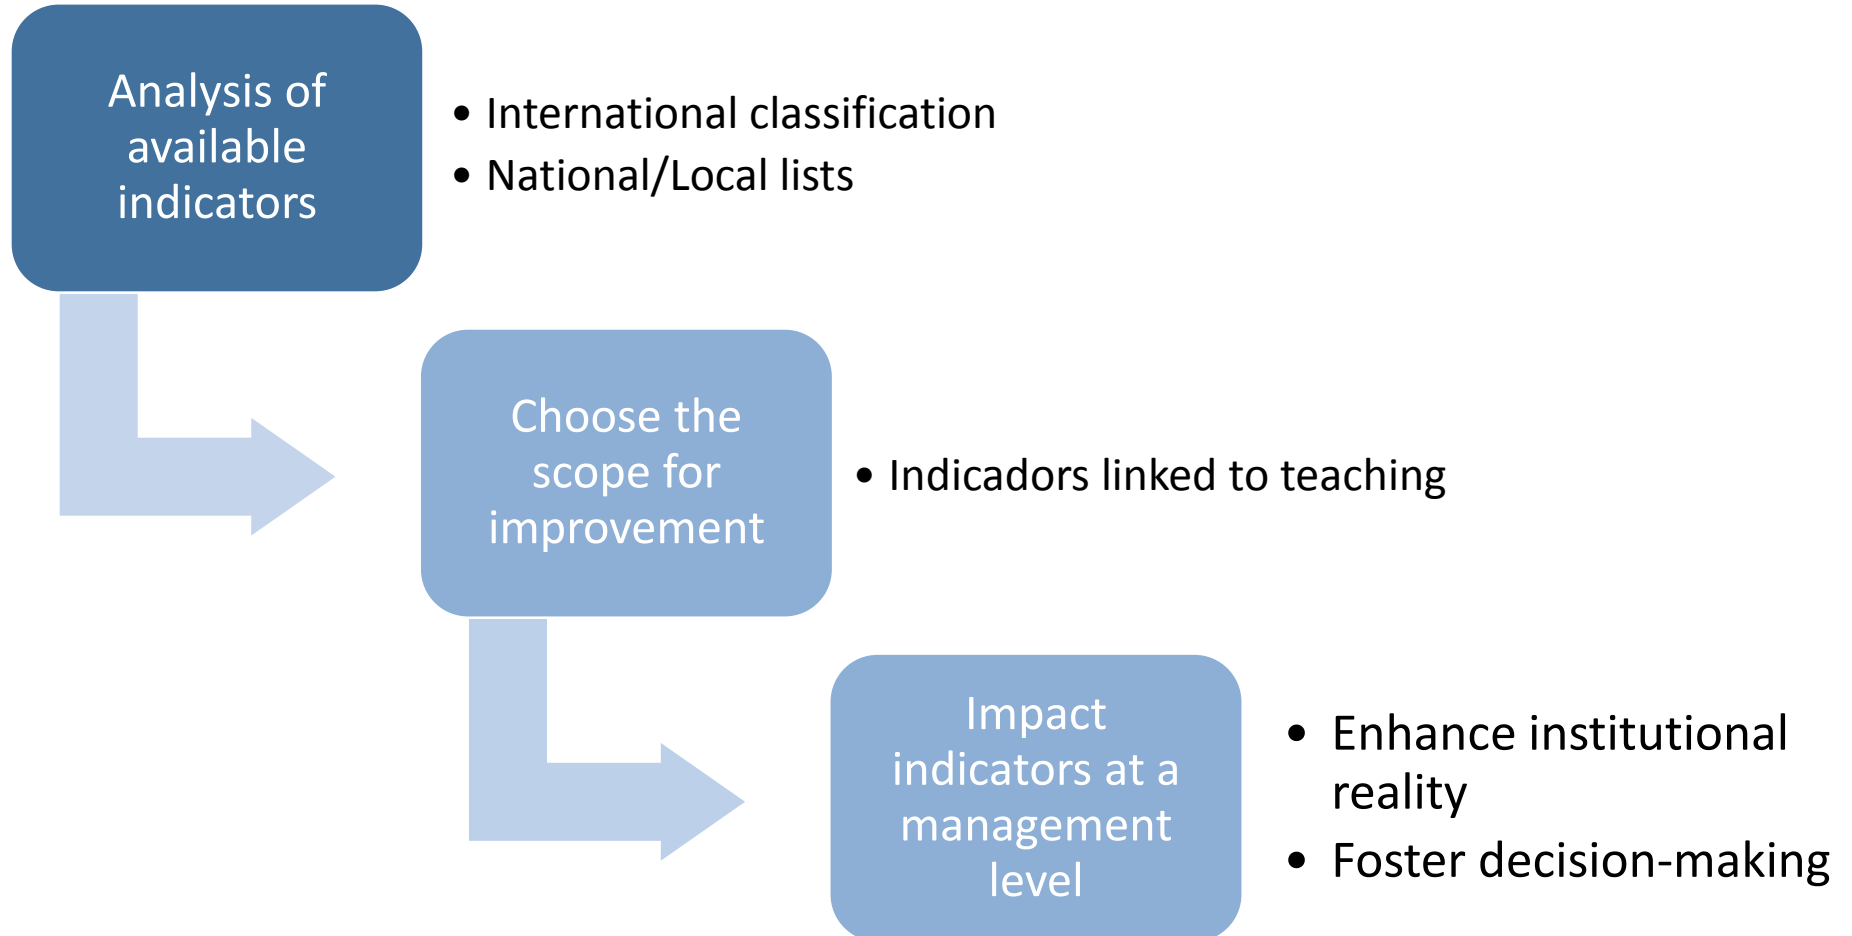 Analysis of
available
indicators
• International classification
• National/Local lists
Choose the
scope for
improvement
• Indicadors linked to teaching
Impact
indicators at a
management
level
• Enhance institutional
reality
• Foster decision-making